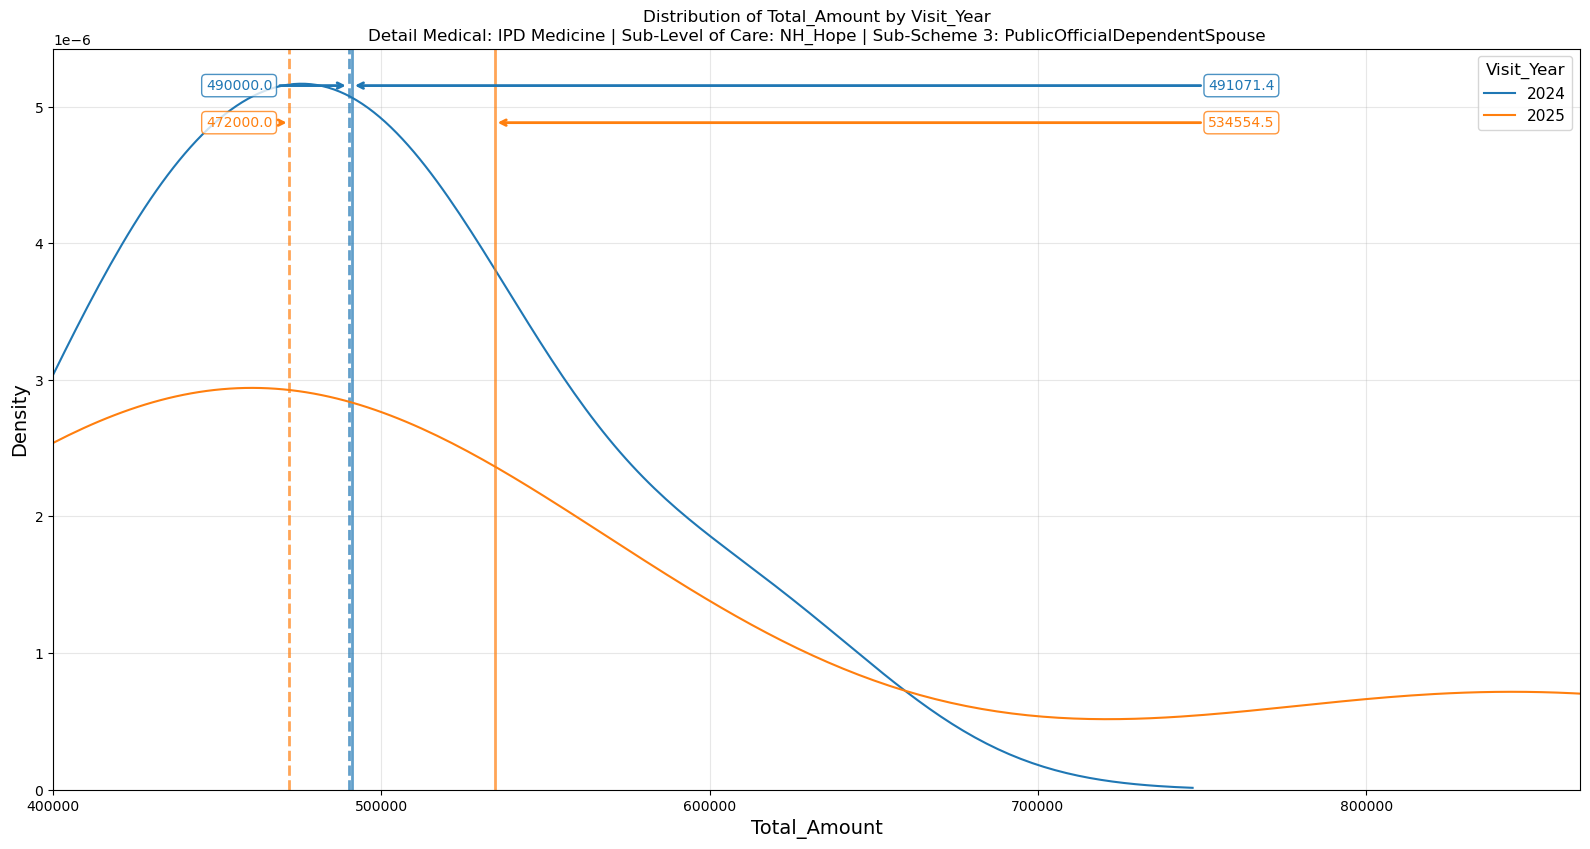 Distribution of Total_Amount by Visit_Year
Detail Medical: IPD Medicine | Sub-Level of Care: NH_Hope | Sub-Scheme 3: PublicOfficialDependentSpouse
1e−6
Visit_Year
2024
2025
490000.0
491071.4
472000.0
534554.5
5
4
3
2
1
0
Density
400000
500000
600000
700000
800000
Total_Amount